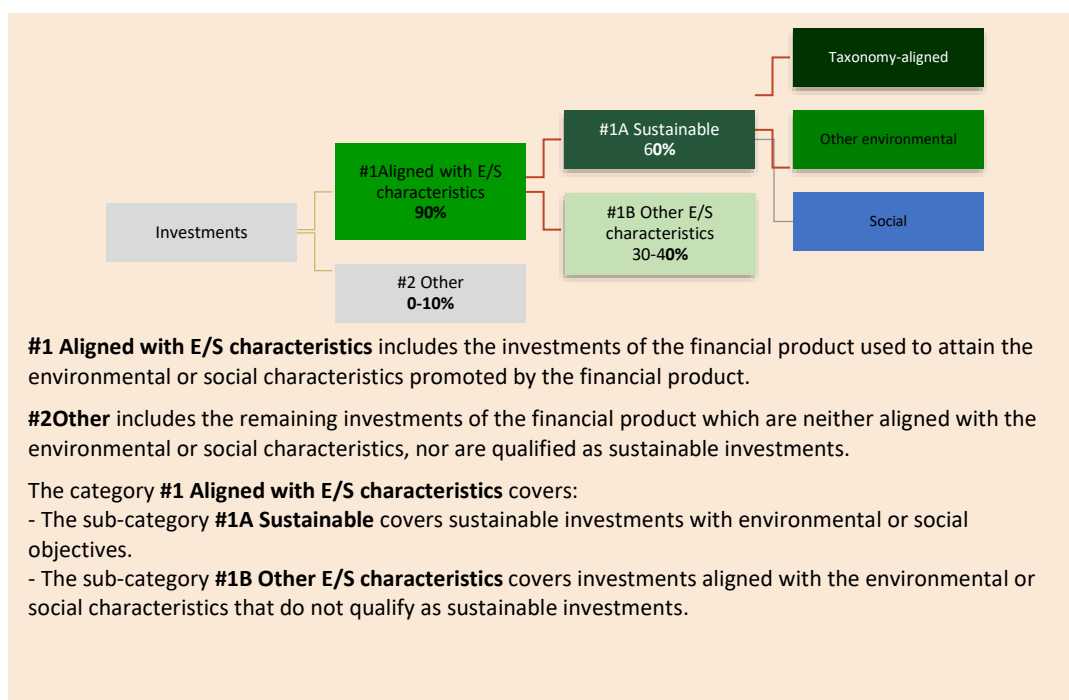 Taxonomy-aligned
#1A Sustainable
60%
Other environmental
#1Aligned with E/S
characteristics
90%
#1B Other E/S
characteristics
30-40%
Social
Investments
#2 Other
0-10%
#1 Aligned with E/S characteristics includes the investments of the financial product used to attain the
environmental or social characteristics promoted by the financial product.
#2Other includes the remaining investments of the financial product which are neither aligned with the
environmental or social characteristics, nor are qualified as sustainable investments.
The category #1 Aligned with E/S characteristics covers:
- The sub-category #1A Sustainable covers sustainable investments with environmental or social
objectives.
- The sub-category #1B Other E/S characteristics covers investments aligned with the environmental or
social characteristics that do not qualify as sustainable investments.